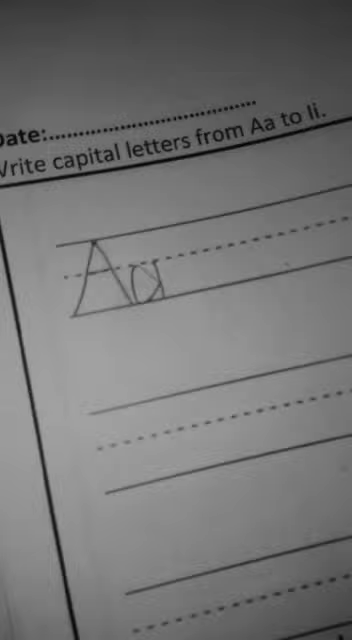 Date:................................
Write capital letters from Aa to Ii.
Aa